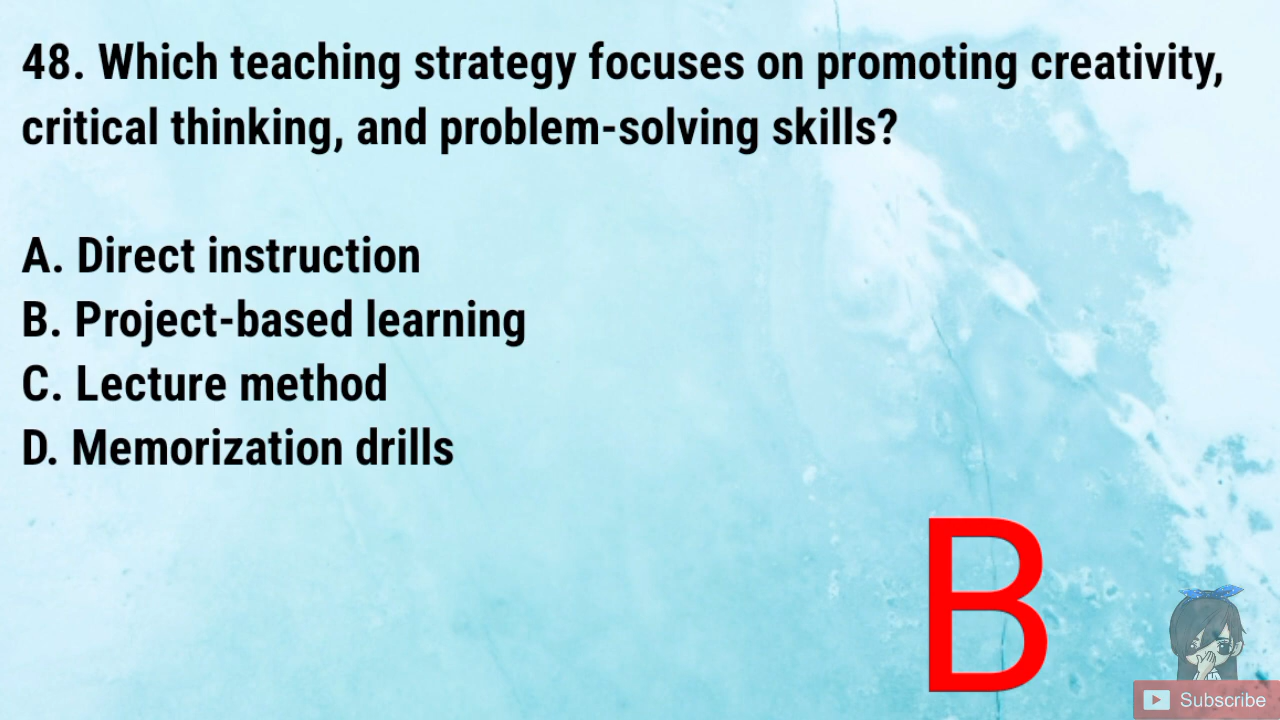 48. Which teaching strategy focuses on promoting creativity,
critical thinking, and problem-solving skills?
A. Direct instruction
B. Project-based learning
C. Lecture method
D. Memorization drills
B
Subscribe